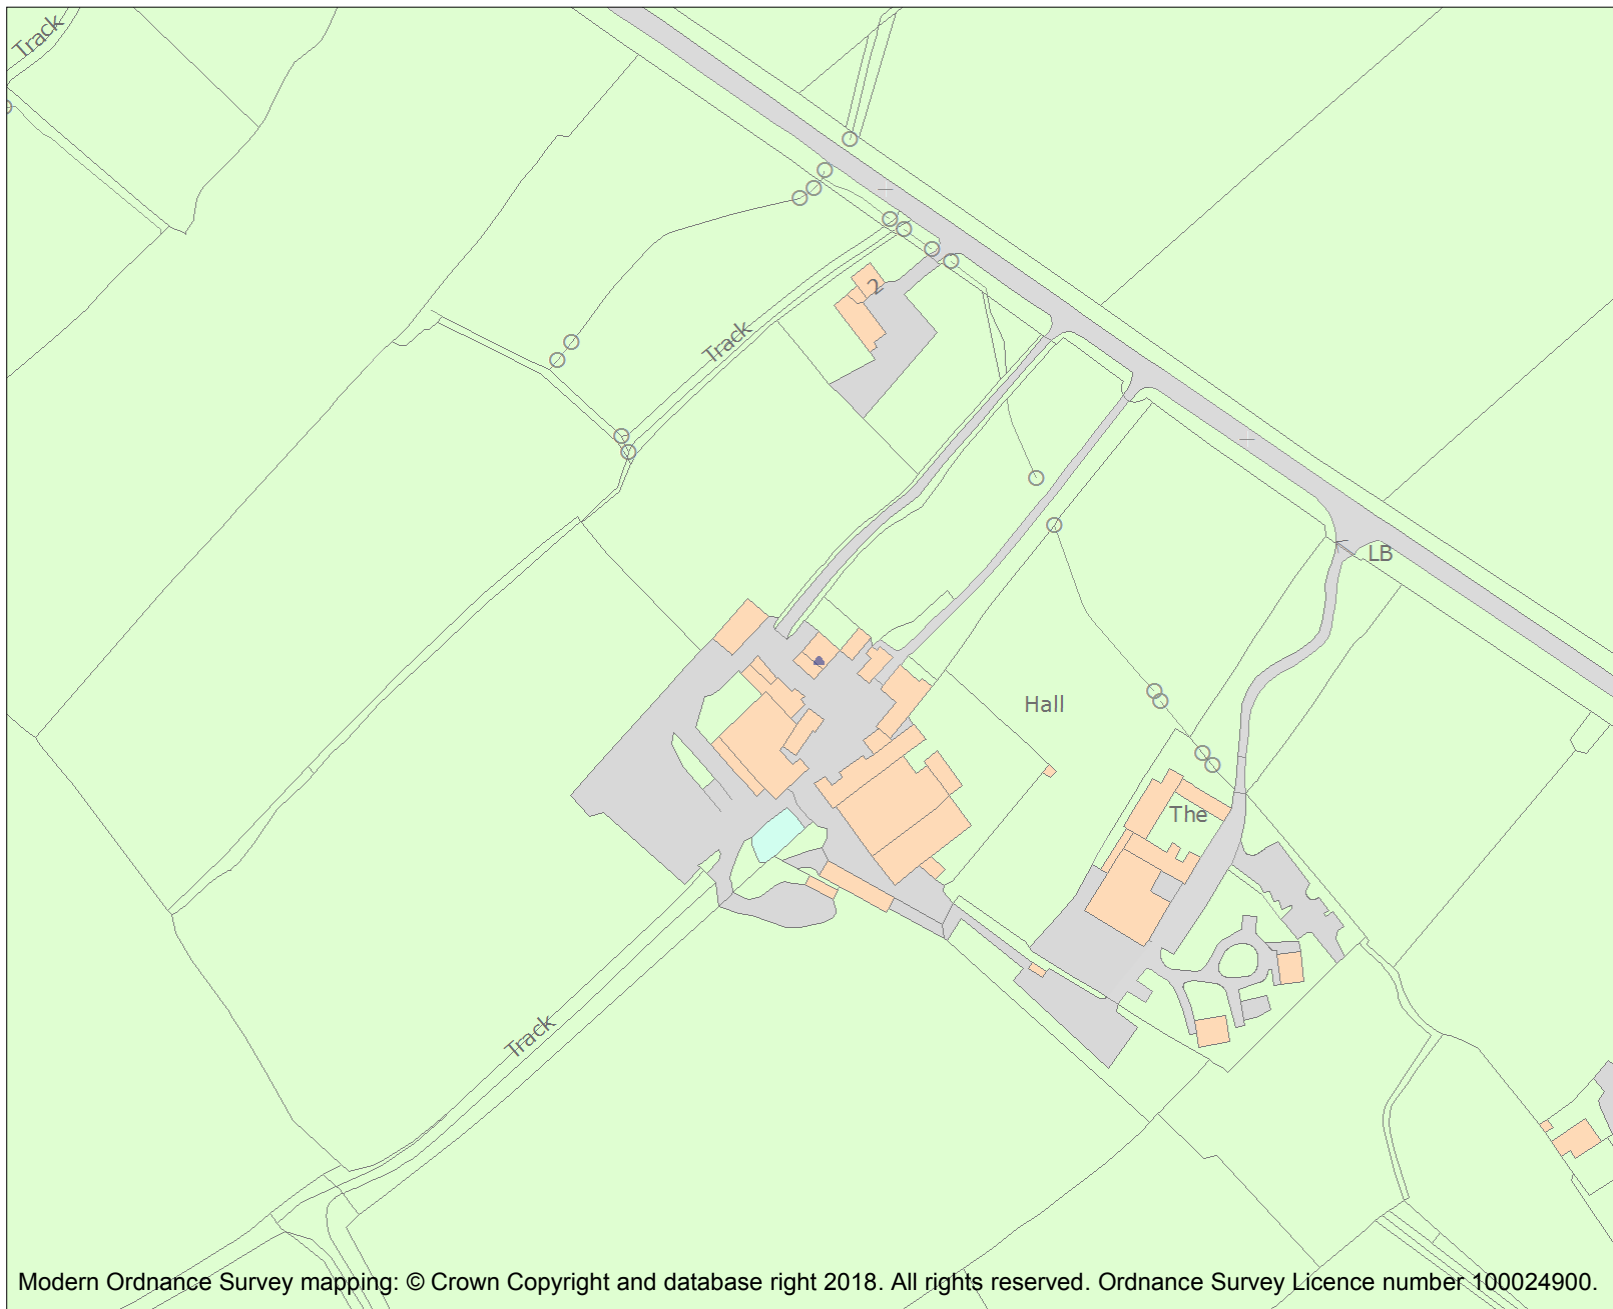 Track
2
Track
LB
Hall
The
Track
Modern Ordnance Survey mapping: © Crown Copyright and database right 2018. All rights reserved. Ordnance Survey Licence number 100024900.